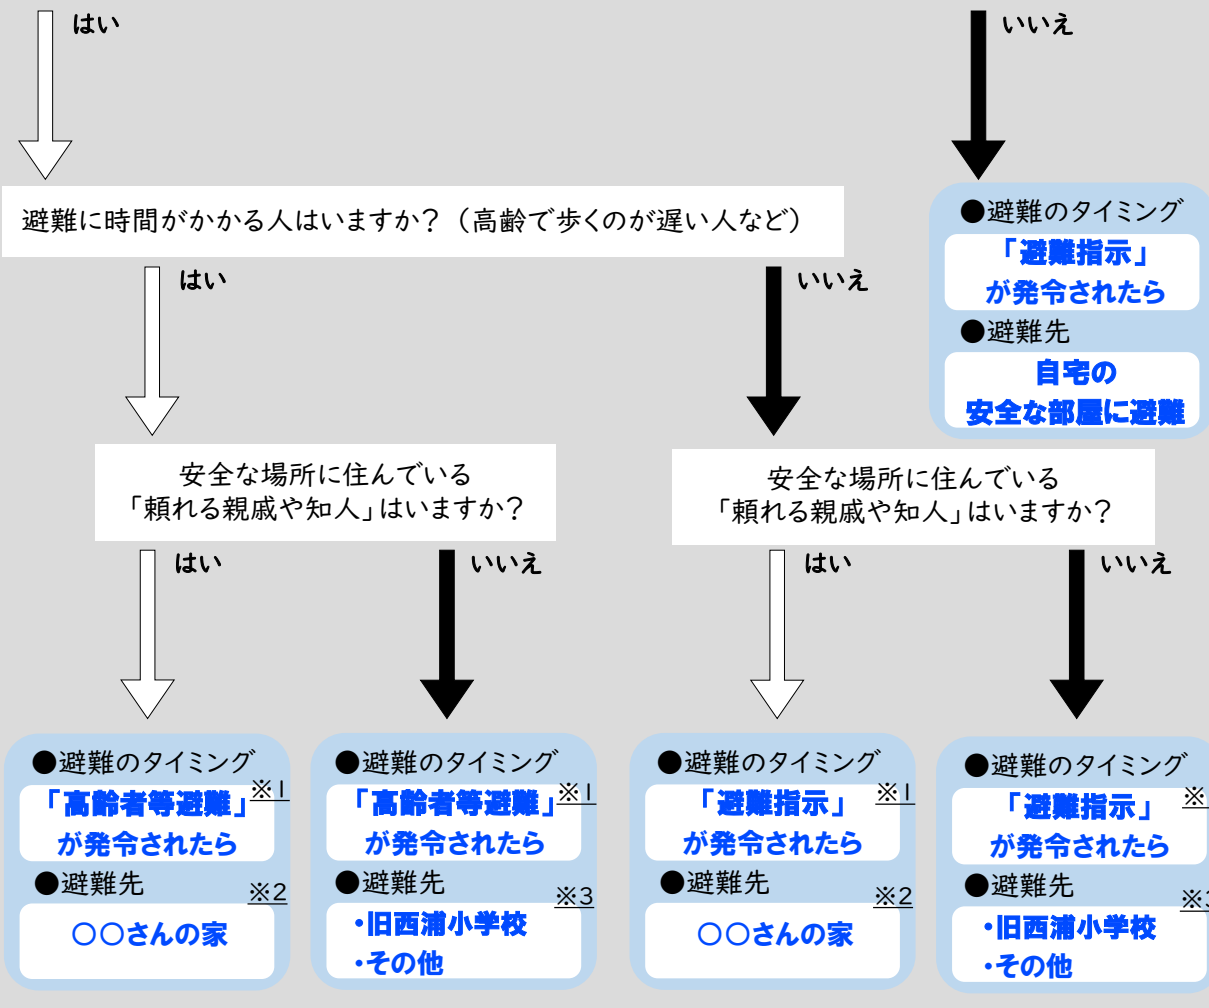 はい
いいえ
避難に時間がかかる人はいますか？（高齢で歩くのが遅い人など）
●避難のタイミング
「避難指示」
が発令されたら
●避難先
自宅の
安全な部屋に避難
はい
いいえ
安全な場所に住んでいる
「頼れる親戚や知人」はいますか？
安全な場所に住んでいる
「頼れる親戚や知人」はいますか？
はい
いいえ
はい
いいえ
●避難のタイミング
「高齢者等避難」※1
が発令されたら
●避難先 ※2
○○さんの家
●避難のタイミング
「高齢者等避難」※1
が発令されたら
●避難先 ※3
・旧西浦小学校
・その他
●避難のタイミング
「避難指示」 ※1
が発令されたら
●避難先 ※2
○○さんの家
●避難のタイミング
「避難指示」 ※
が発令されたら
●避難先 ※3
・旧西浦小学校
・その他